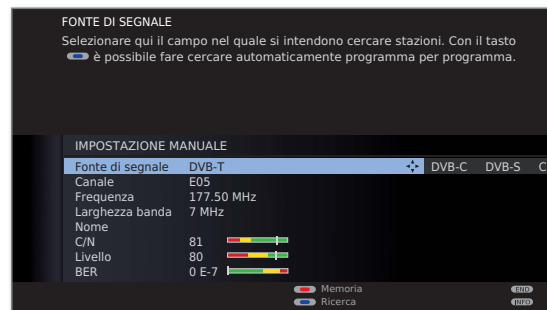 FONTE DI SEGNALE
Selezionare qui il campo nel quale si intendono cercare stazioni. Con il tasto
è possibile fare cercare automaticamente programma per programma.
IMPOSTAZIONE MANUALE
Fonte di segnale DVB-T DVB-C DVB-S C
Canale E05
Frequenza 177.50 MHz
Larghezza banda 7 MHz
Nome
C/N 81
Livello 80
BER 0 E-7
Memoria END
Ricerca INFO